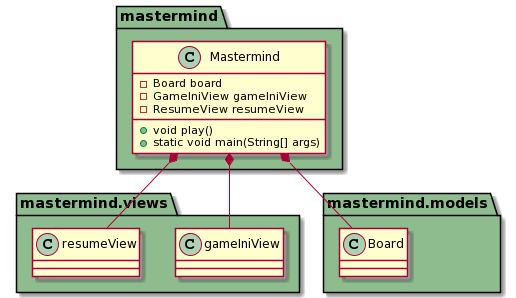 mastermind
C Mastermind
Board board
GameIniView gameIniView
ResumeView resumeView
void play()
static void main(String[] args)
mastermind.views
mastermind.models
C resumeView
C gameIniView
C Board